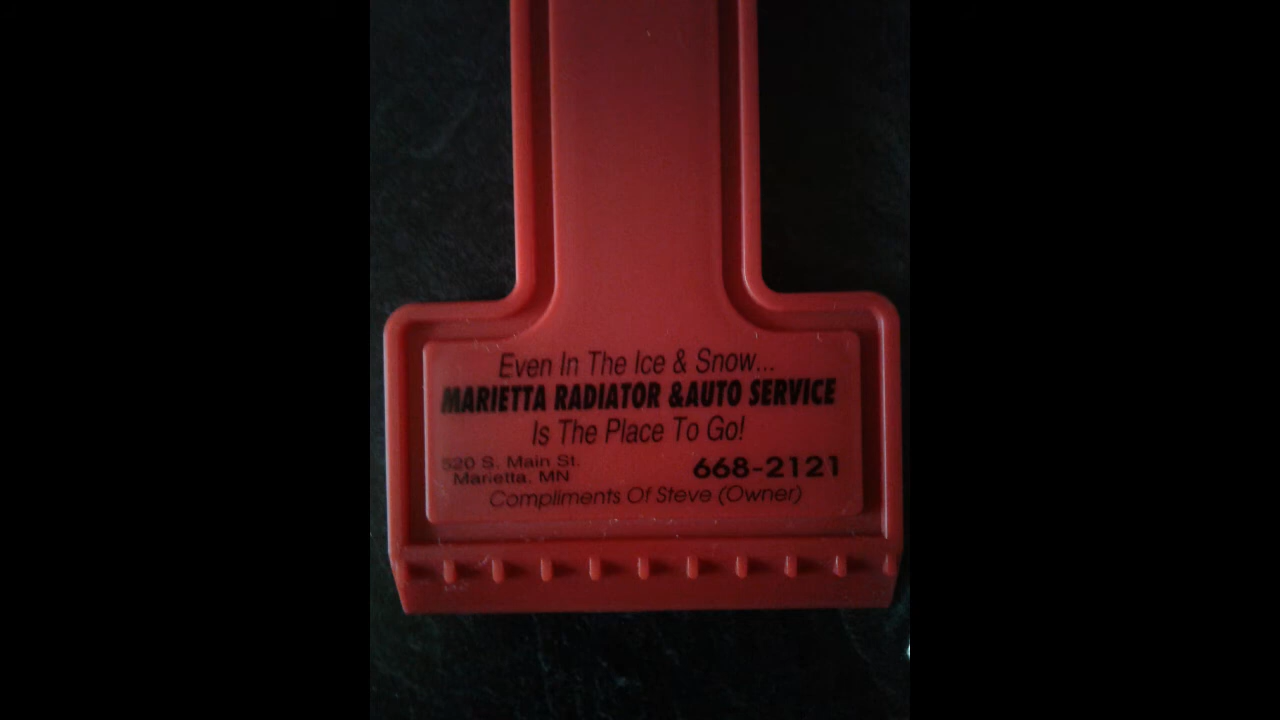 Even In The Ice & Snow...
MARIETTA RADIATOR &AUTO SERVICE
Is The Place To Go!
520 S. Main St.
Marietta, MN
668-2121
Compliments Of Steve (Owner)